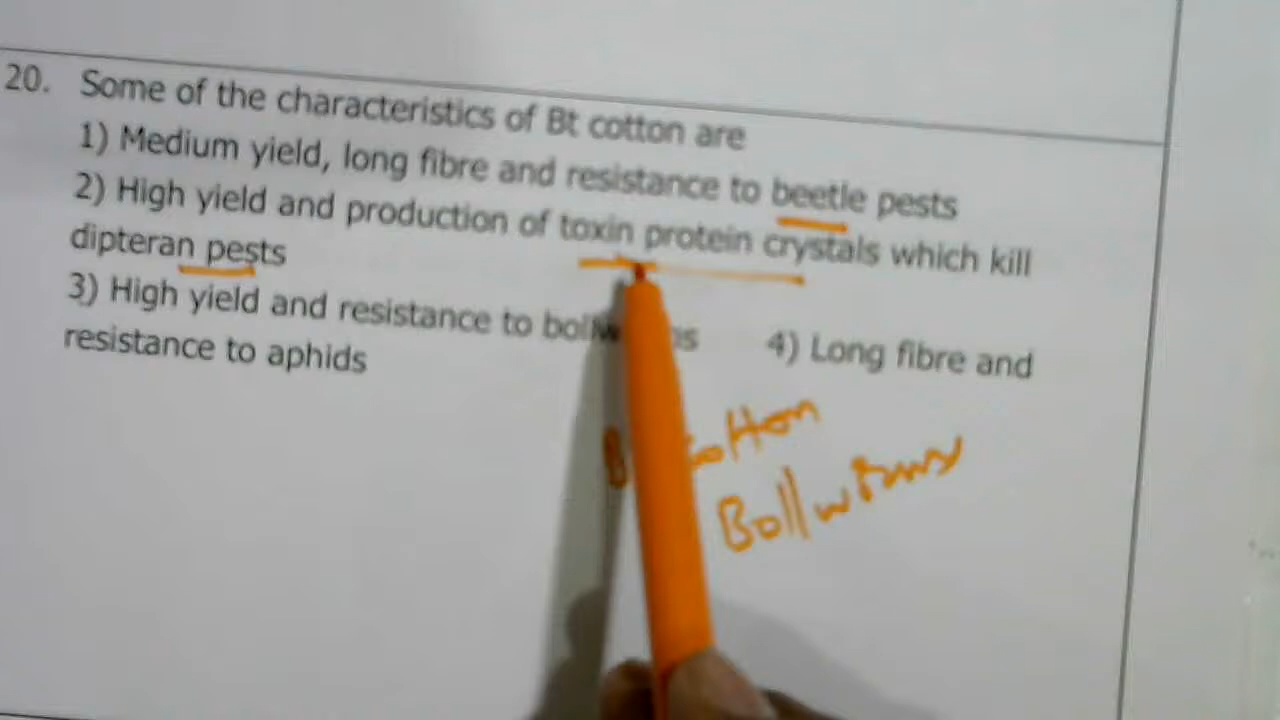 20. Some of the characteristics of Bt cotton are
1) Medium yield, long fibre and resistance to beetle pests
2) High yield and production of toxin protein crystals which kill
dipteran pests
3) High yield and resistance to 4) Long fibre and
resistance to aphids
cotton